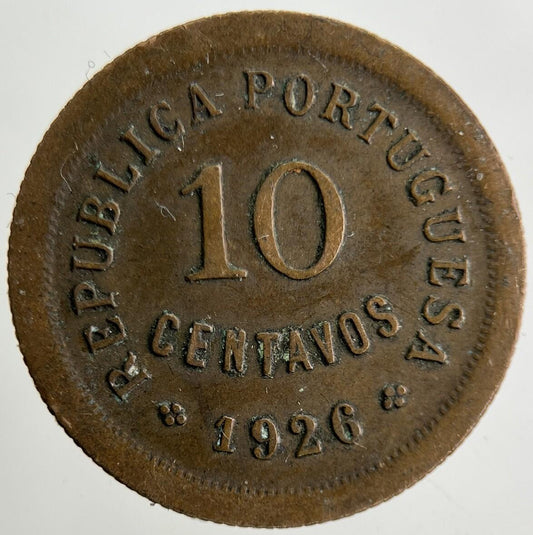 REPUBLICA PORTUGUESA
10
CENTAVOS
1926